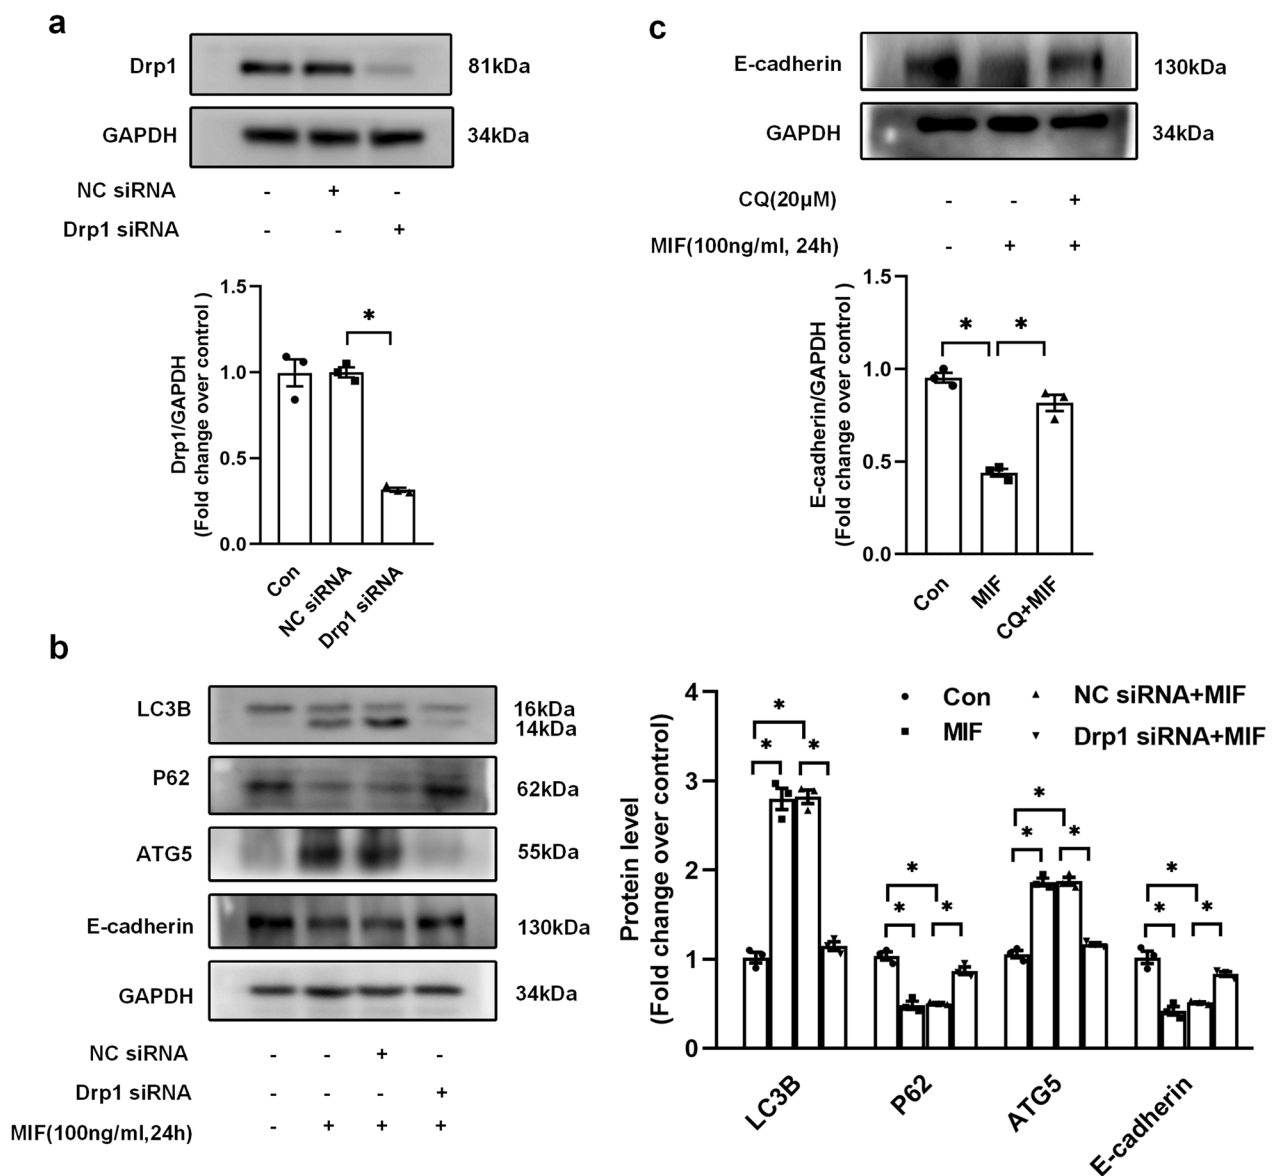 a
Drp1
81kDa
GAPDH
34kDa
NC siRNA - + -
Drp1 siRNA - - +
Drp1/GAPDH
(Fold change over control )
1.5
1.0
0.5
0.0
*
Con
NC siRNA
Drp1 siRNA
c
E-cadherin
130kDa
GAPDH
34kDa
CQ(20μM) - - +
MIF(100ng/ml, 24h) - + +
E-cadherin/GAPDH
(Fold change over control )
1.5
1.0
0.5
0.0
* *
Con
MIF
CQ+MIF
b
LC3B
16kDa
14kDa
P62
62kDa
ATG5
55kDa
E-cadherin
130kDa
GAPDH
34kDa
NC siRNA - - + -
Drp1 siRNA - - - +
MIF(100ng/ml,24h) - + + +
Protein level
(Fold change over control)
4
3
2
1
0
Con
MIF
NC siRNA+MIF
Drp1 siRNA+MIF
*
* *
*
* *
*
* *
*
* *
LC3B
P62
ATG5
E-cadherin